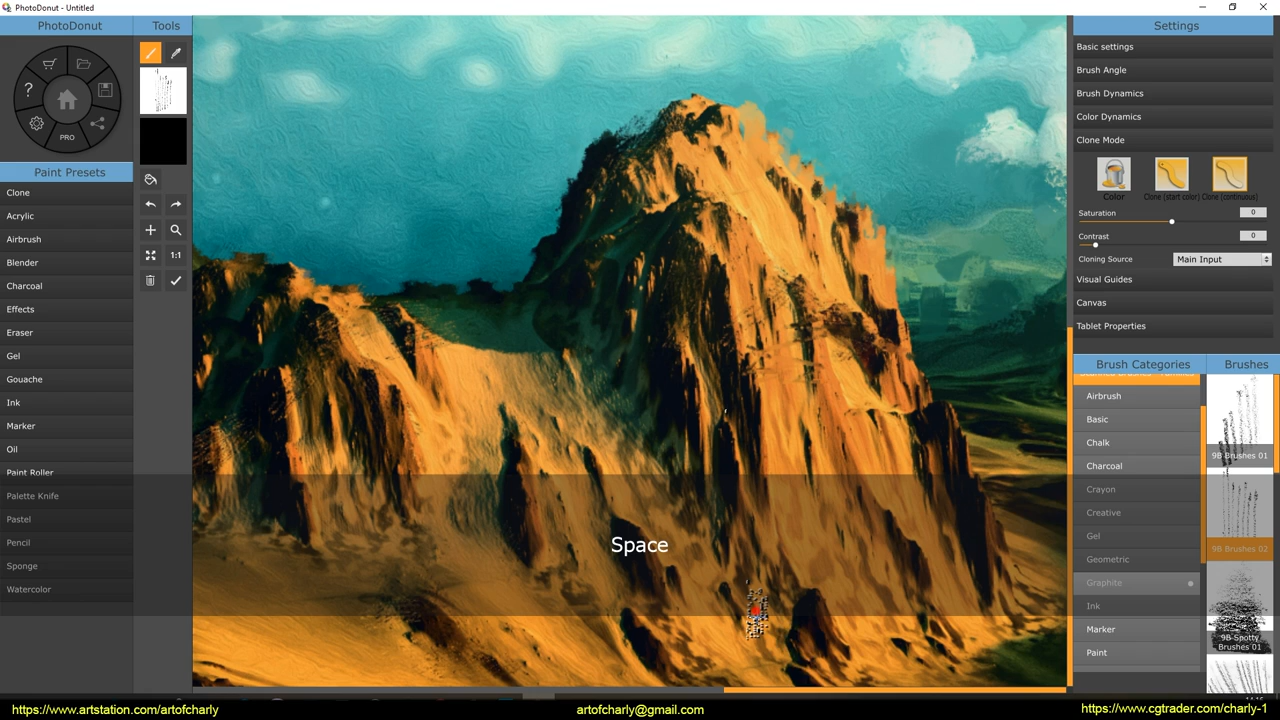 PhotoDonut - Untitled
PhotoDonut
Tools
Settings
?
PRO
Paint Presets
Clone
Acrylic
Airbrush
Blender
Charcoal
Effects
Eraser
Gel
Gouache
Ink
Marker
Oil
Paint Roller
Palette Knife
Pastel
Pencil
Sponge
Watercolor
1:1
Space
Basic settings
Brush Angle
Brush Dynamics
Color Dynamics
Clone Mode
Color
Clone (start color)
Clone (continuous)
Saturation
0
Contrast
0
Cloning Source
Main Input
Visual Guides
Canvas
Tablet Properties
Brush Categories
Airbrush
Basic
Chalk
Charcoal
Crayon
Creative
Gel
Geometric
Graphite
Ink
Marker
Paint
Brushes
9B Brushes 01
9B Brushes 02
9B-Spotty
Brushes 01
https://www.artstation.com/artofcharly
artofcharly@gmail.com
https://www.cgtrader.com/charly-1